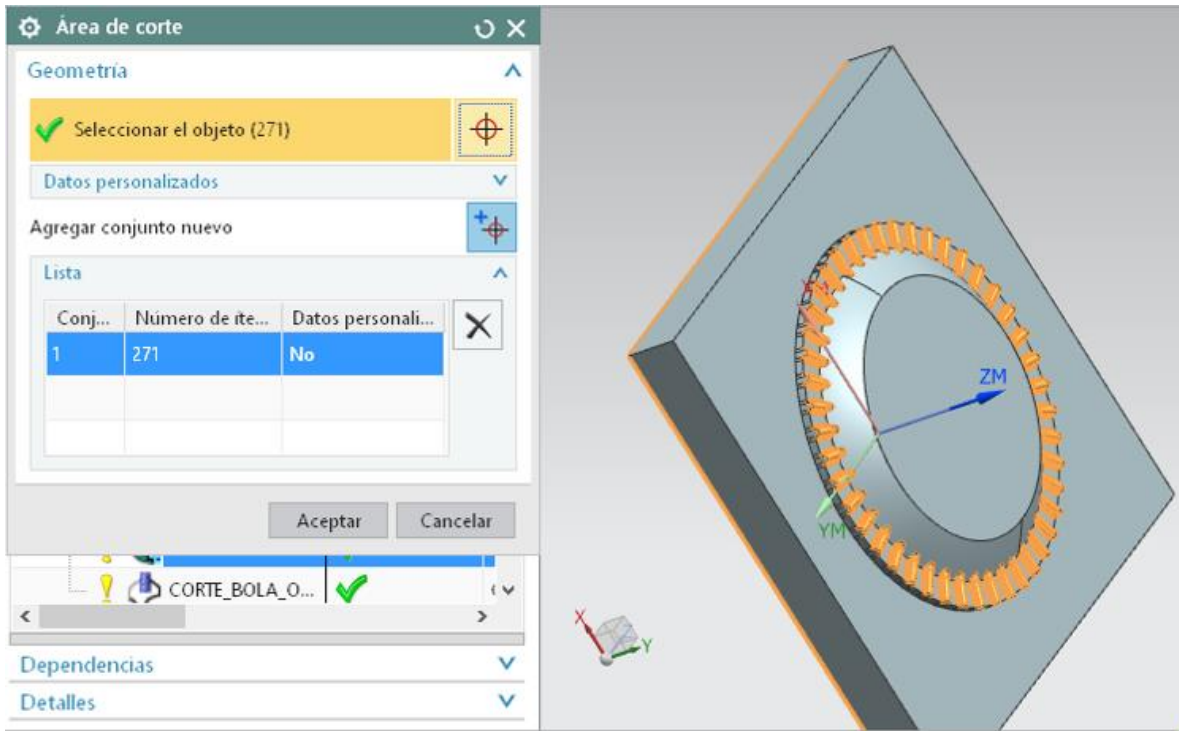 Área de corte
Geometría
Seleccionar el objeto (271)
Datos personalizados
Agregar conjunto nuevo
Lista
Conj... Número de íte... Datos personali...
1 271 No
Aceptar Cancelar
CORTE_BOLA_O...
Dependencias
Detalles
ZM
YM
X
Y